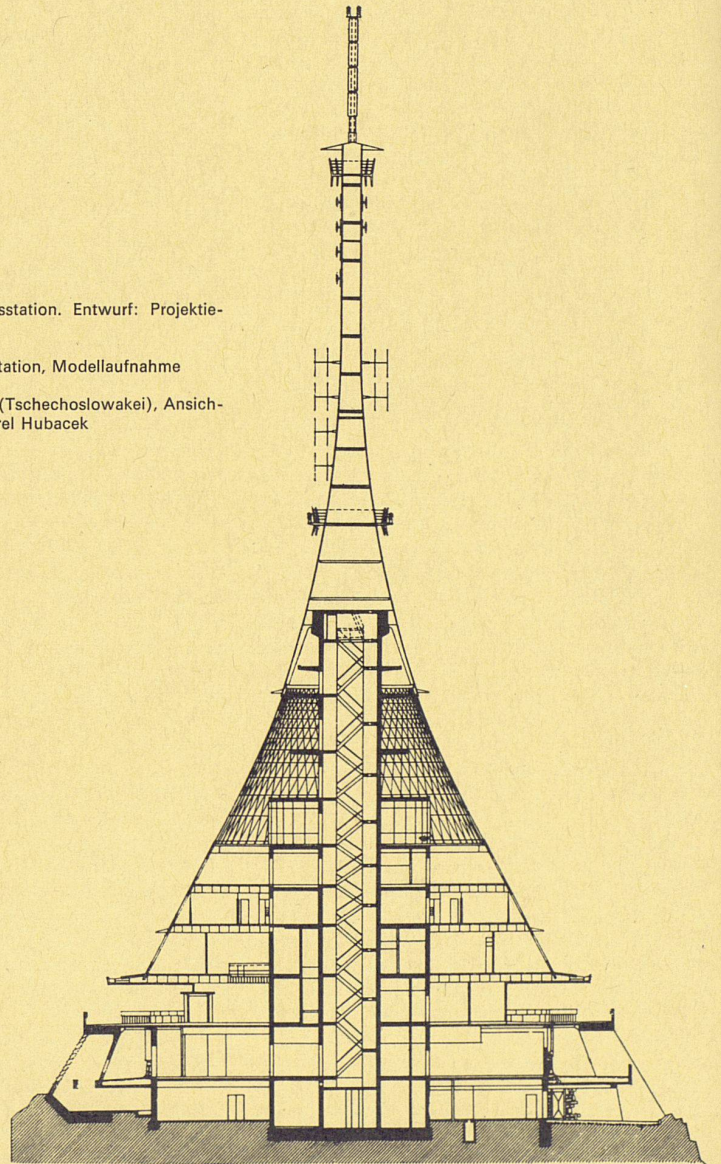 sstation. Entwurf: Projektie-
tation, Modellaufnahme
(Tschechoslowakei), Ansich-
rel Hubacek